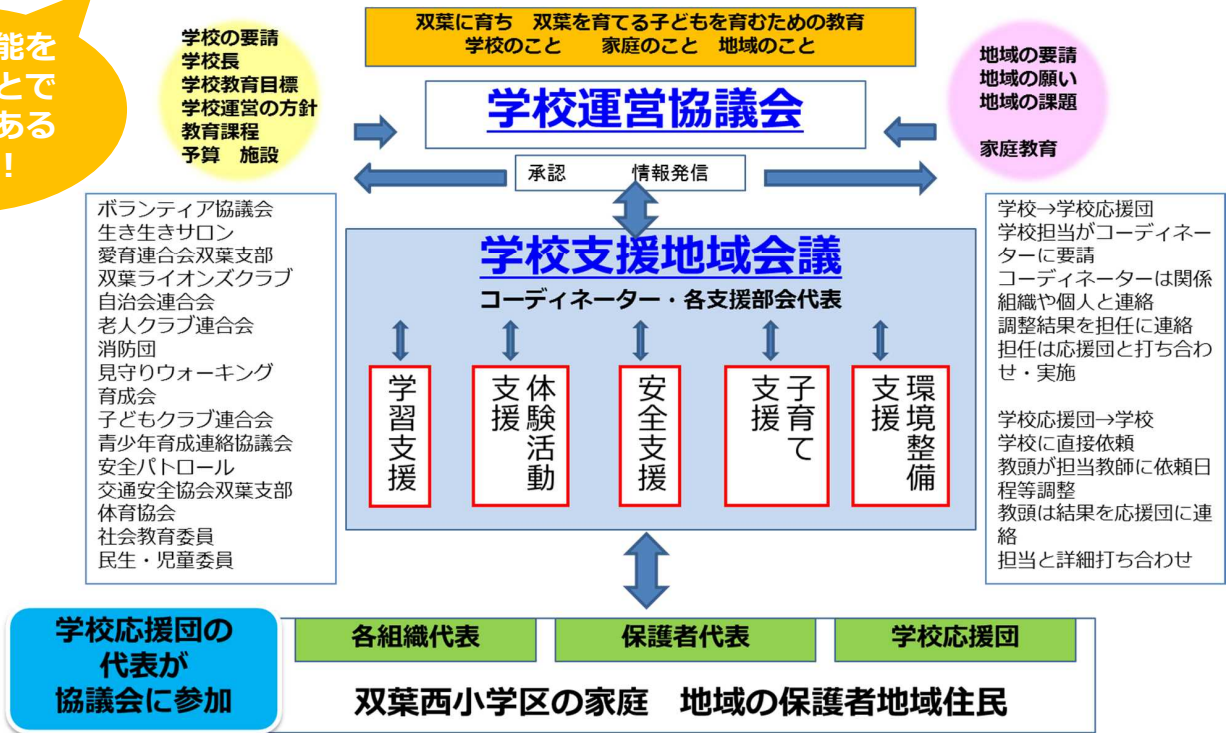 能を
とで
ある
！
学校の要請
学校長
学校教育目標
学校運営の方針
教育課程
予算　施設
双葉に育ち　双葉を育てる子どもを育むための教育
学校のこと　　家庭のこと　地域のこと
学校運営協議会
地域の要請
地域の願い
地域の課題
家庭教育
承認　　　　情報発信
ボランティア協議会
生き生きサロン
愛育連合会双葉支部
双葉ライオンズクラブ
自治会連合会
老人クラブ連合会
消防団
見守りウォーキング
育成会
子どもクラブ連合会
青少年育成連絡協議会
安全パトロール
交通安全協会双葉支部
体育協会
社会教育委員
民生・児童委員
学校支援地域会議
コーディネーター・各支援部会代表
学習支援
体験活動
支援
安全支援
子育て
支援
環境整備
支援
学校→学校応援団
学校担当がコーディネー
ターに要請
コーディネーターは関係
組織や個人と連絡
調整結果を担任に連絡
担任は応援団と打ち合わ
せ・実施
学校応援団→学校
学校に直接依頼
教頭が担当教師に依頼日
程等調整
教頭は結果を応援団に連
絡
担当と詳細打ち合わせ
学校応援団の
代表が
協議会に参加
各組織代表
保護者代表
学校応援団
双葉西小学区の家庭　地域の保護者地域住民